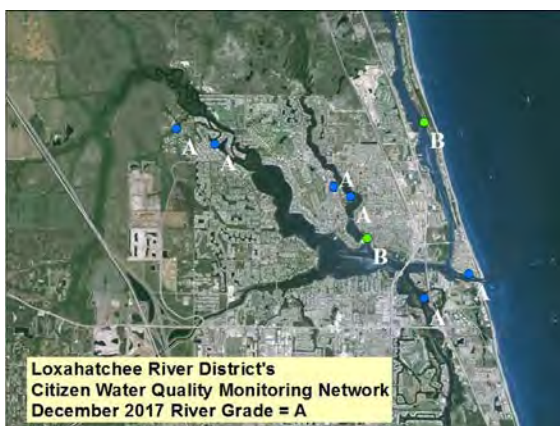 B
A
A
A
A
B
A
A
Loxahatchee River District's
Citizen Water Quality Monitoring Network
December 2017 River Grade = A